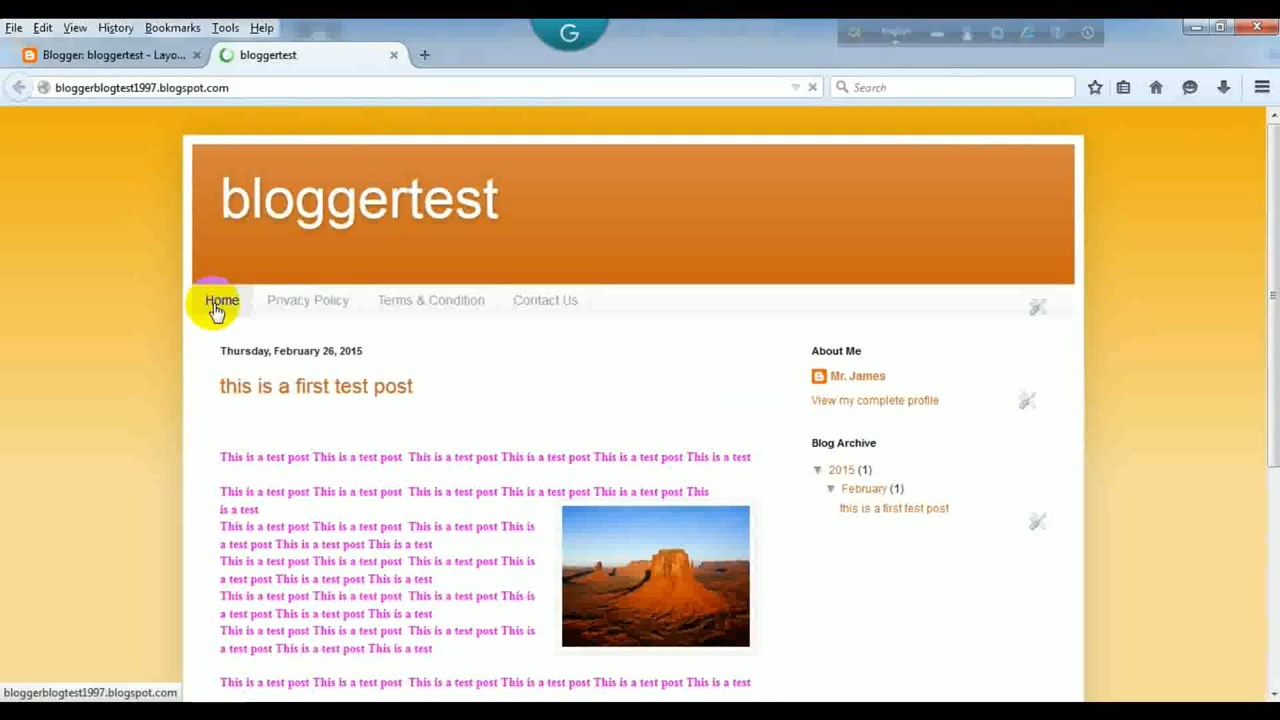 File Edit View History Bookmarks Tools Help
G
English
Blogger: bloggertest - Layo... bloggertest
bloggerblogtest1997.blogspot.com
Search
bloggertest
Home Privacy Policy Terms & Condition Contact Us
Thursday, February 26, 2015
this is a first test post
This is a test post This is a test post  This is a test post This is a test post This is a test post This is a test
This is a test post This is a test post  This is a test post This is a test post This is a test post This
is a test
This is a test post This is a test post  This is a test post This is
a test post This is a test post This is a test
This is a test post This is a test post  This is a test post This is
a test post This is a test post This is a test
This is a test post This is a test post  This is a test post This is
a test post This is a test post This is a test
This is a test post This is a test post  This is a test post This is
a test post This is a test post This is a test
This is a test post This is a test post  This is a test post This is a test post This is a test post This is a test
About Me
Mr. James
View my complete profile
Blog Archive
▼ 2015 (1)
▼ February (1)
this is a first test post
bloggerblogtest1997.blogspot.com